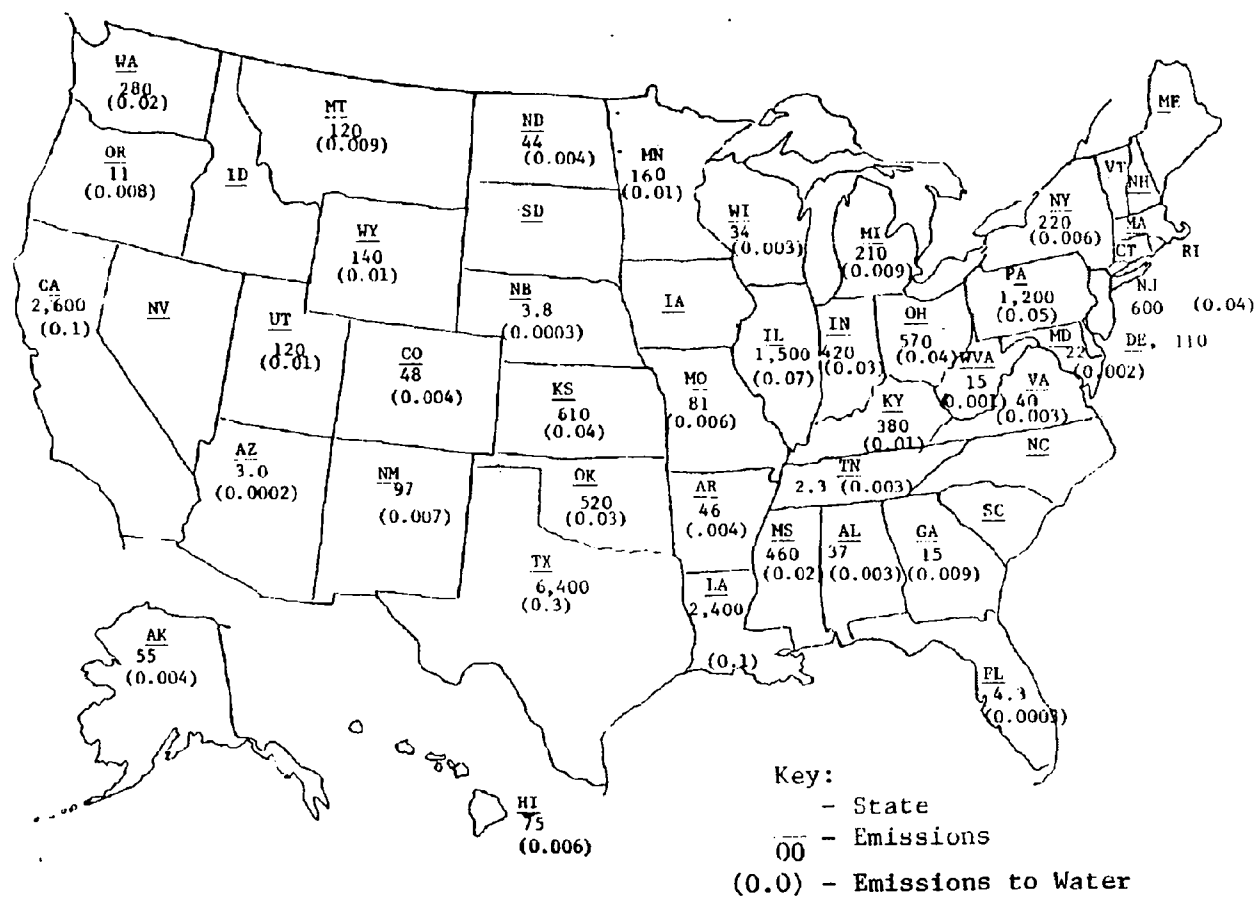 WA
280
(0.02)
OR
11
(0.008)
ID
MT
120
(0.009)
ND
44
(0.004)
SD
WY
140
(0.01)
MN
160
(0.01)
WI
34
(0.003)
MI
210
(0.009)
ME
VT
NH
NY
220
(0.006)
MA
CT
RI
CA
2,600
(0.1)
NV
UT
120
(0.01)
CO
48
(0.004)
NB
3.8
(0.0003)
IA
KS
610
(0.04)
MO
81
(0.006)
IL
1,500
(0.07)
IN
420
(0.03)
OH
570
(0.04)
PA
1,200
(0.05)
NJ
600 (0.04)
MD
22
(0.002)
DE, 110
WVA
15
(0.001)
VA
40
(0.003)
KY
380
(0.01)
NC
TN
2.3 (0.003)
SC
AZ
3.0
(0.0002)
NM
97
(0.007)
OK
520
(0.03)
AR
46
(.004)
MS
460
(0.02)
AL
37
(0.003)
GA
15
(0.009)
TX
6,400
(0.3)
LA
2,400
(0.1)
FL
4.3
(0.0003)
AK
55
(0.004)
HI
75
(0.006)
Key:
- State
00 - Emissions
(0.0) - Emissions to Water